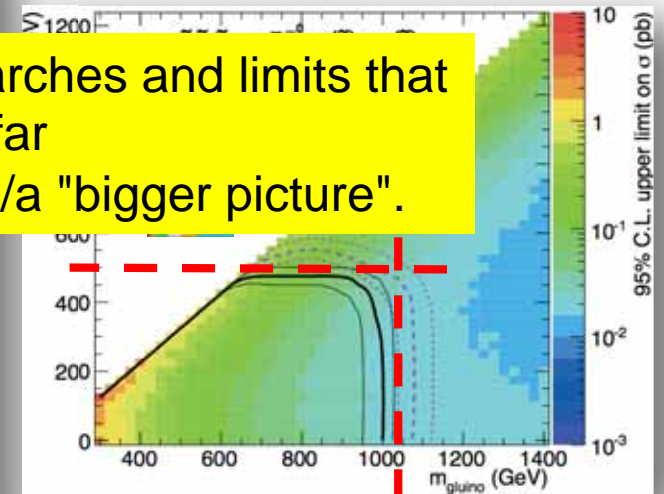 1200
10
arches and limits that
far
/a "bigger picture".
600
400
200
0
400 600 800 1000 1200 1400
m_gluino (GeV)
1
10^-1
10^-2
10^-3
95% C.L. upper limit on σ (pb)